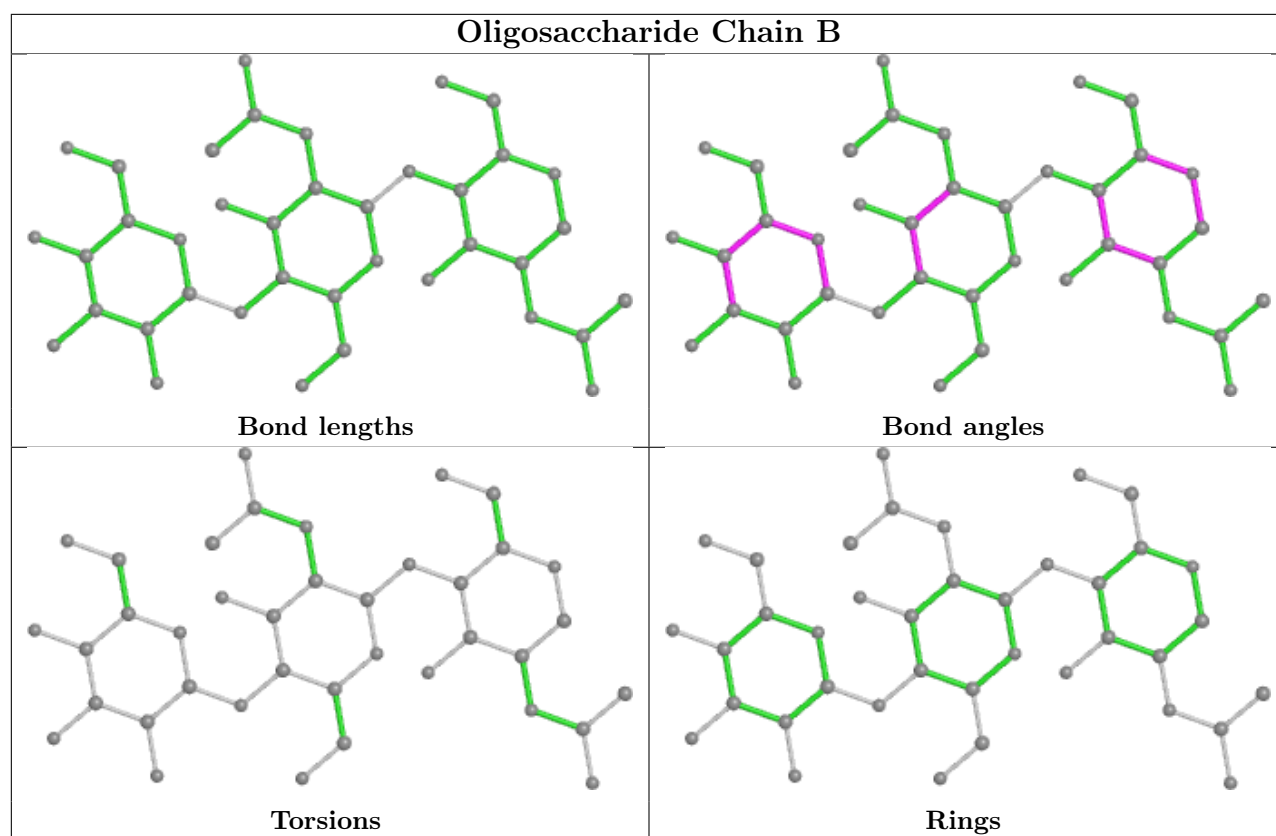 Oligosaccharide Chain B
Bond lengths
Bond angles
Torsions
Rings